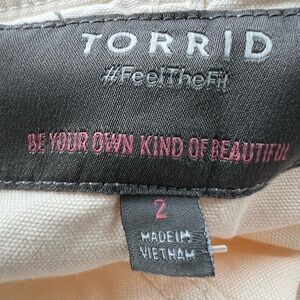 TORRID
#FeelTheFit
BE YOUR OWN KIND OF BEAUTIFUL
2
MADE IN
VIETNAM